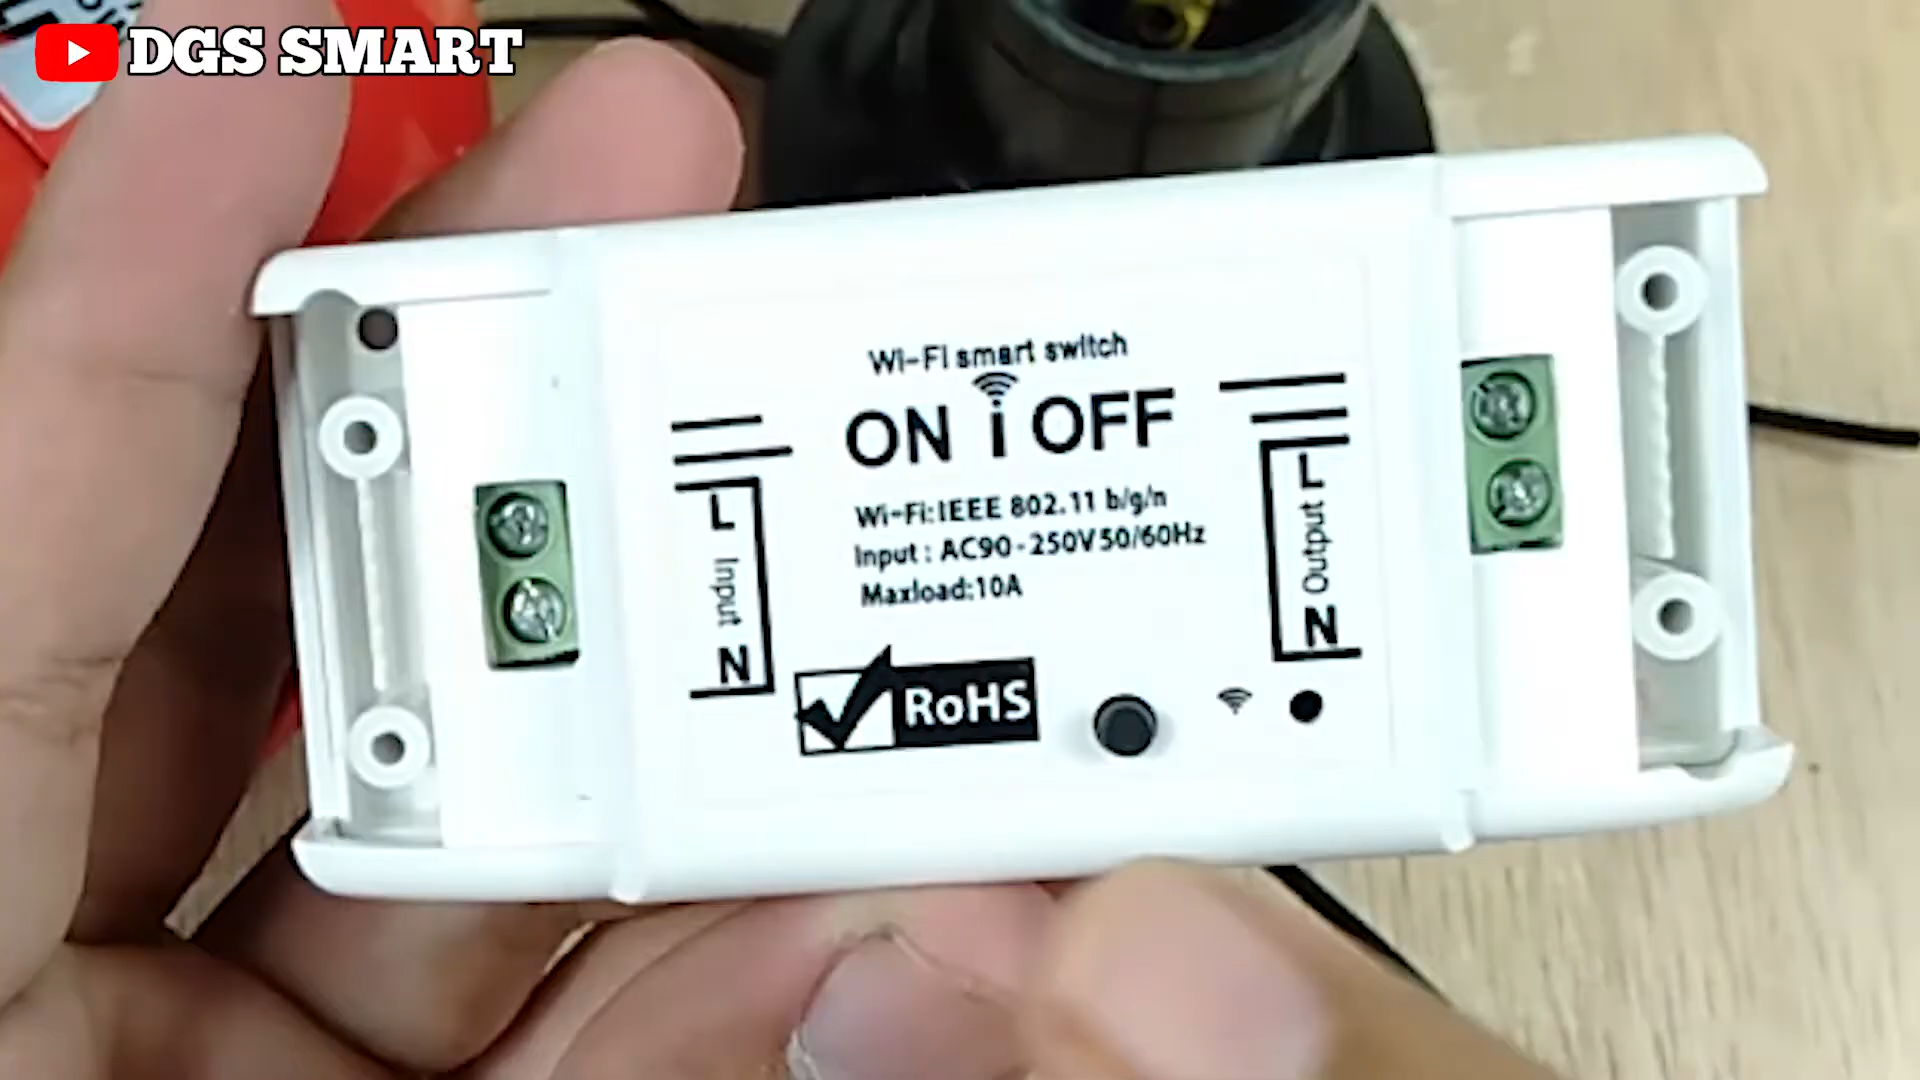 DGS SMART
Wi-Fi smart switch
ON i OFF
Wi-Fi:IEEE 802.11 b/g/n
Input : AC90-250V50/60Hz
Maxload:10A
L Input N
L Output N
RoHS